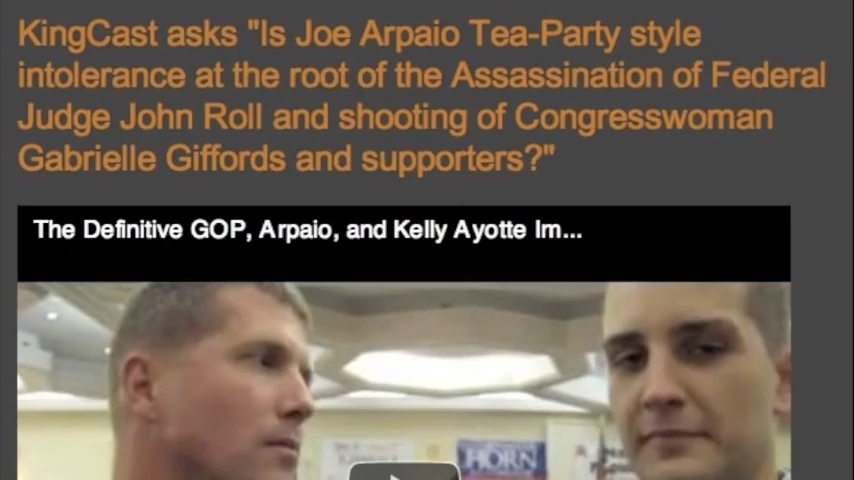 KingCast asks "Is Joe Arpaio Tea-Party style
intolerance at the root of the Assassination of Federal
Judge John Roll and shooting of Congresswoman
Gabrielle Giffords and supporters?"
The Definitive GOP, Arpaio, and Kelly Ayotte Im...
HORN